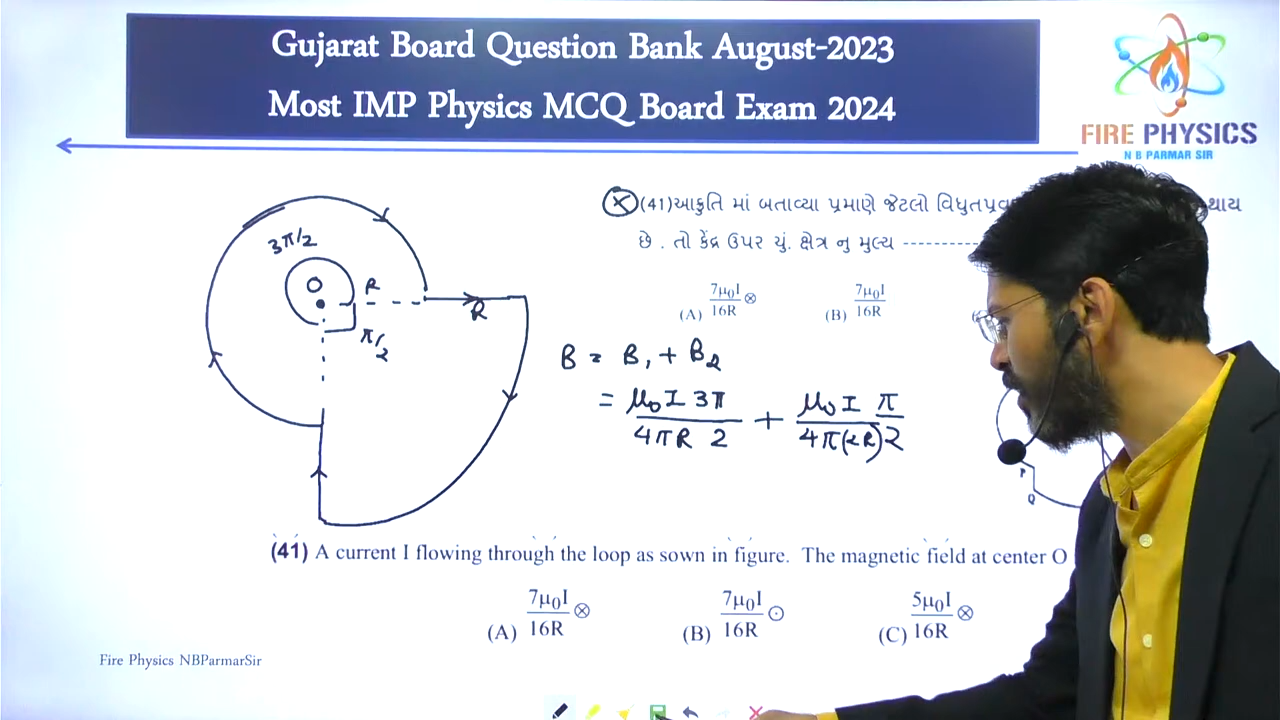 Gujarat Board Question Bank August-2023
Most IMP Physics MCQ Board Exam 2024
FIRE PHYSICS
N B PARMAR SIR
(41)આકૃતિ માં બતાવ્યા પ્રમાણે જેટલો થાય
છે . તો કેંદ્ર ઉપર ચું. ક્ષેત્ર નુ મુલ્ય -----------
(A) 7μ₀I/16R ⊗ (B) 7μ₀I/16R
3π/2
O R
R
π/2
B = B₁ + B₂
= μ₀I 3π / 4πR 2 + μ₀I π / 4π(2R)2
P
Q
(41) A current I flowing through the loop as sown in figure. The magnetic field at center O
(A) 7μ₀I/16R ⊗ (B) 7μ₀I/16R ⊙ (C) 5μ₀I/16R ⊗
Fire Physics NBParmarSir